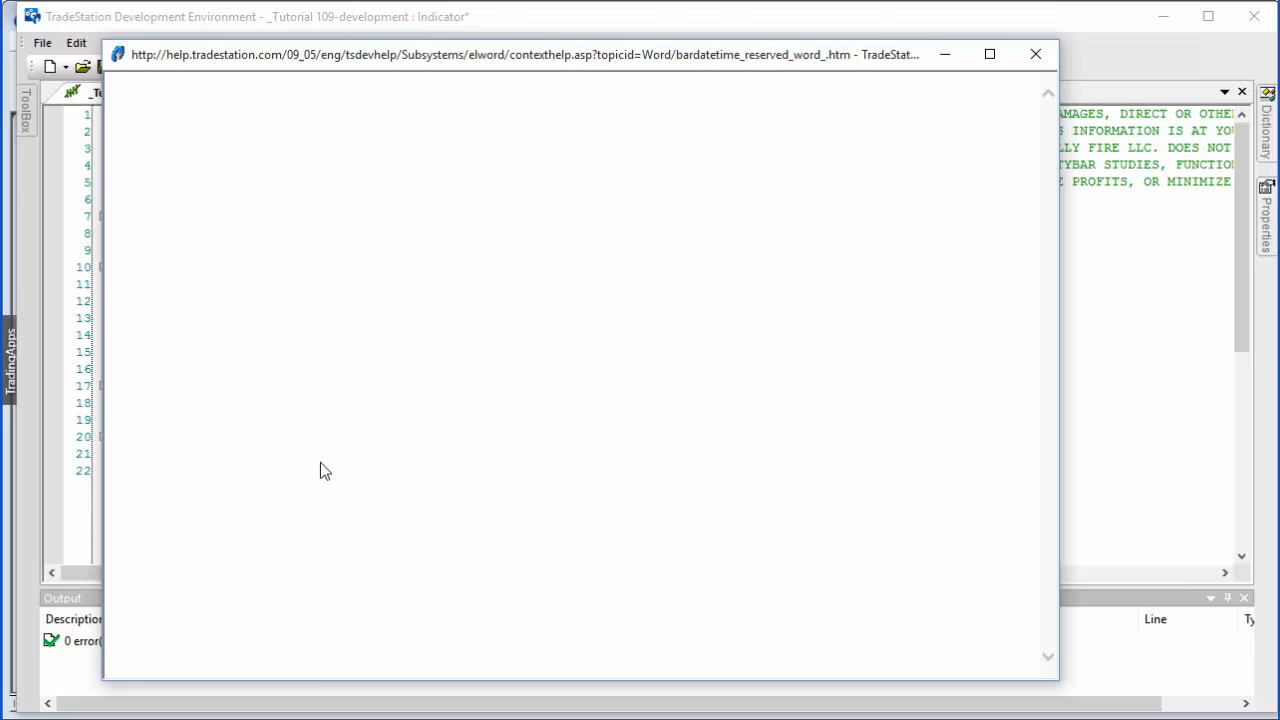 TradeStation Development Environment - _Tutorial 109-development : Indicator*
File Edit
http://help.tradestation.com/09_05/eng/tsdevhelp/Subsystems/elword/contexthelp.asp?topicid=Word/bardatetime_reserved_word_.htm - TradeStat...
_Tu
ToolBox
TradingApps
Dictionary
Properties
1 AMAGES, DIRECT OR OTHE
2 S INFORMATION IS AT YOU
3 LLY FIRE LLC. DOES NOT
4 TYBAR STUDIES, FUNCTIO
5 E PROFITS, OR MINIMIZE
6
7
8
9
10
11
12
13
14
15
16
17
18
19
20
21
22
Output
Description Line Ty
0 error(